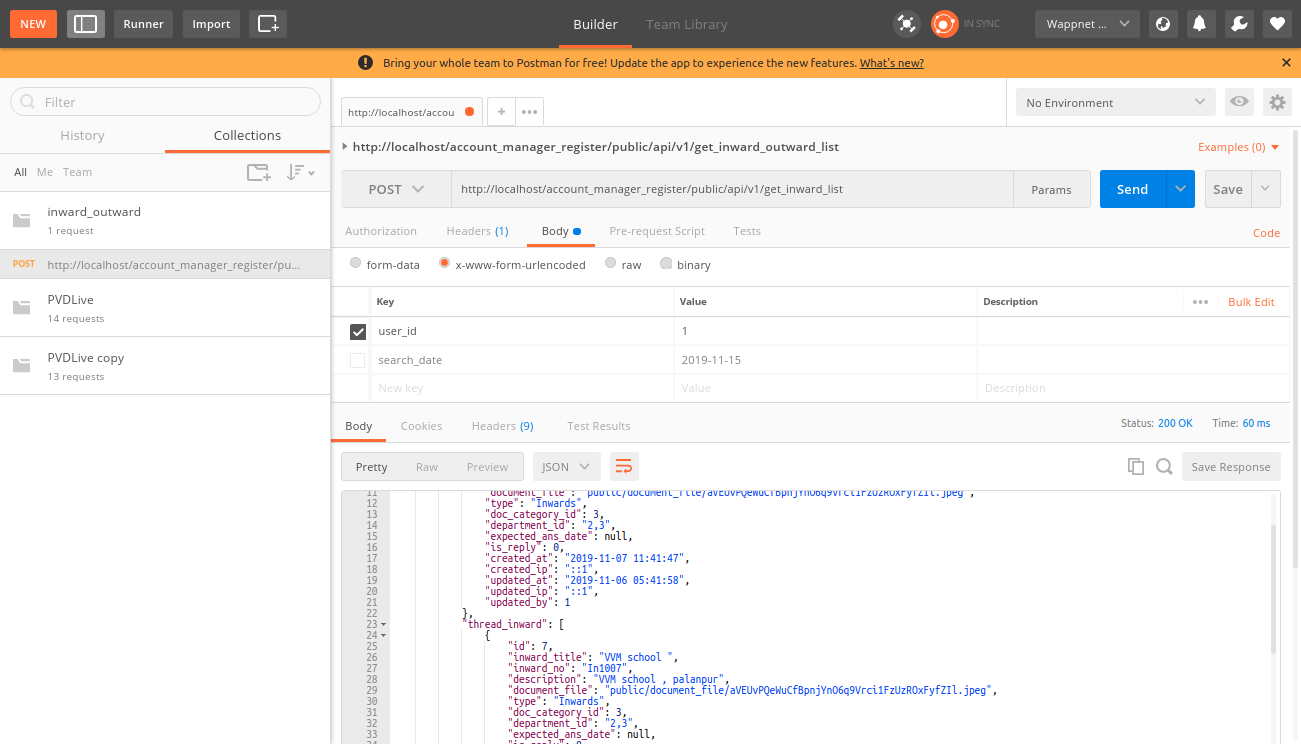 NEW Runner Import Builder Team Library IN SYNC Wappnet ...
Bring your whole team to Postman for free! Update the app to experience the new features. What's new?
Filter
History Collections
All Me Team
inward_outward
1 request
POST http://localhost/account_manager_register/pu...
PVDLive
14 requests
PVDLive copy
13 requests
http://localhost/accou + •••
No Environment
http://localhost/account_manager_register/public/api/v1/get_inward_outward_list Examples (0)
POST http://localhost/account_manager_register/public/api/v1/get_inward_list Params Send Save
Authorization Headers (1) Body Pre-request Script Tests Code
form-data x-www-form-urlencoded raw binary
Key Value Description ••• Bulk Edit
user_id 1
search_date 2019-11-15
New key Value Description
Body Cookies Headers (9) Test Results Status: 200 OK Time: 60 ms
Pretty Raw Preview JSON Save Response
11 "document_file": "public/document_file/aVEUvPQeWuCfBpnjYnO6q9Vrci1FzUzROxFyfZIl.jpeg",
12 "type": "Inwards",
13 "doc_category_id": 3,
14 "department_id": "2,3",
15 "expected_ans_date": null,
16 "is_reply": 0,
17 "created_at": "2019-11-07 11:41:47",
18 "created_ip": "::1",
19 "updated_at": "2019-11-06 05:41:58",
20 "updated_ip": "::1",
21 "updated_by": 1
22 },
23 "thread_inward": [
24 {
25 "id": 7,
26 "inward_title": "VVM school ",
27 "inward_no": "In1007",
28 "description": "VVM school , palanpur",
29 "document_file": "public/document_file/aVEUvPQeWuCfBpnjYnO6q9Vrci1FzUzROxFyfZIl.jpeg",
30 "type": "Inwards",
31 "doc_category_id": 3,
32 "department_id": "2,3",
33 "expected_ans_date": null,